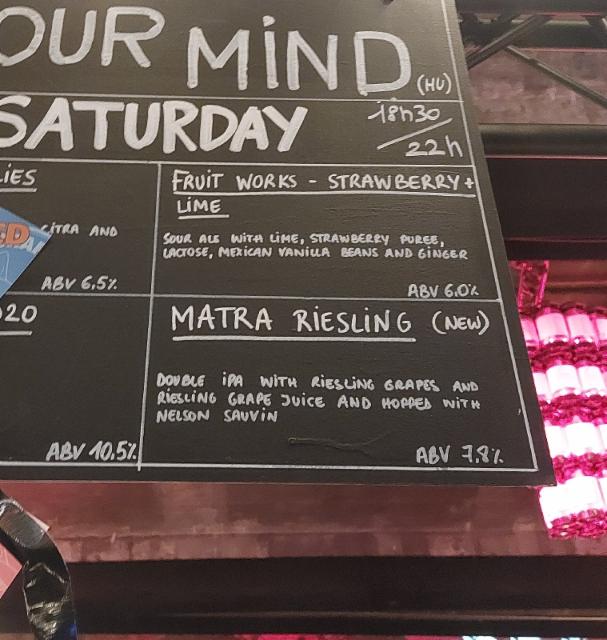 OUR MIND (HU)
SATURDAY 18h30 / 22h
IES
ED CITRA AND
ABV 6,5%
FRUIT WORKS - STRAWBERRY +
LIME
SOUR ALE WITH LIME, STRAWBERRY PUREE,
LACTOSE, MEXICAN VANILLA BEANS AND GINGER
ABV 6.0%
020
ABV 10,5%
MATRA RIESLING (NEW)
DOUBLE IPA WITH RIESLING GRAPES AND
RIESLING GRAPE JUICE AND HOPPED WITH
NELSON SAUVIN
ABV 7,8%